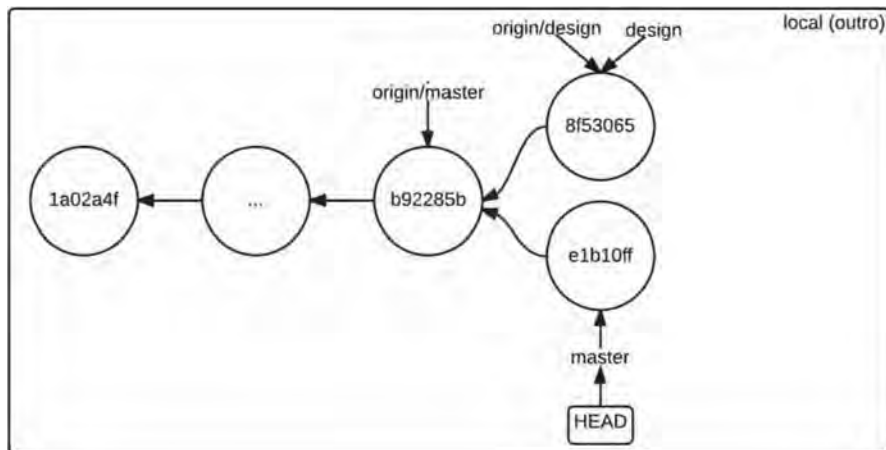 local (outro)
origin/design
design
origin/master
8f53065
1a02a4f
...
b92285b
e1b10ff
master
HEAD